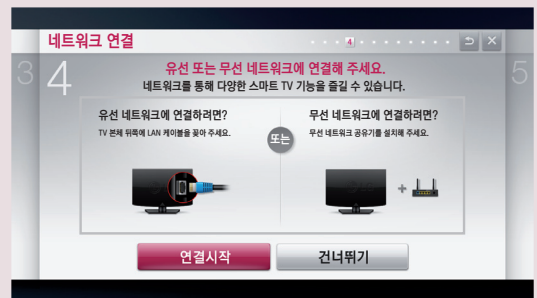 네트워크 연결
4
3
4
5
유선 또는 무선 네트워크에 연결해 주세요.
네트워크를 통해 다양한 스마트 TV 기능을 즐길 수 있습니다.
유선 네트워크에 연결하려면?
TV 본체 뒤쪽에 LAN 케이블을 꽂아 주세요.
또는
무선 네트워크에 연결하려면?
무선 네트워크 공유기를 설치해 주세요.
+
연결시작
건너뛰기